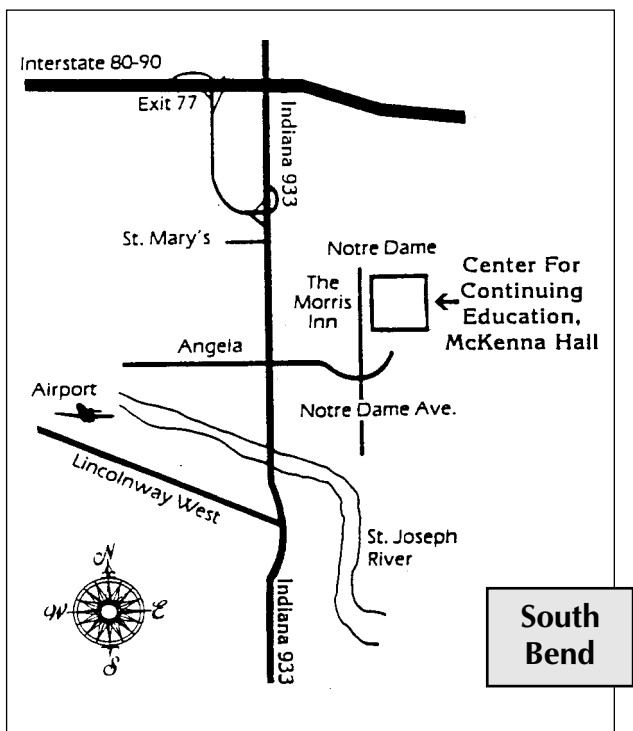 Interstate 80-90
Exit 77
Indiana 933
St. Mary's
Notre Dame
The
Morris
Inn
Center For
Continuing
Education,
McKenna Hall
Angela
Airport
Notre Dame Ave.
Lincolnway West
St. Joseph
River
N
W
E
S
Indiana 933
South
Bend